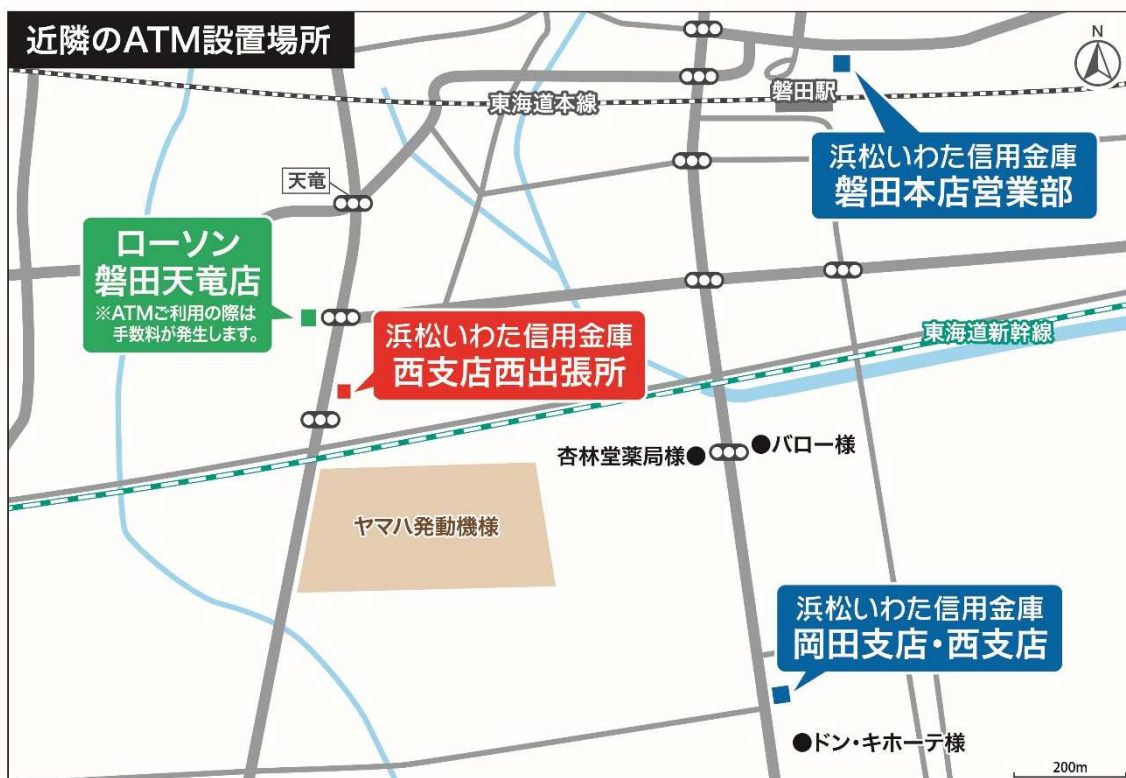 近隣のATM設置場所
N
東海道本線
磐田駅
浜松いわた信用金庫
磐田本店営業部
天竜
ローソン
磐田天竜店
※ATMご利用の際は
手数料が発生します。
浜松いわた信用金庫
西支店西出張所
東海道新幹線
杏林堂薬局様
バロー様
ヤマハ発動機様
浜松いわた信用金庫
岡田支店・西支店
ドン・キホーテ様
200m